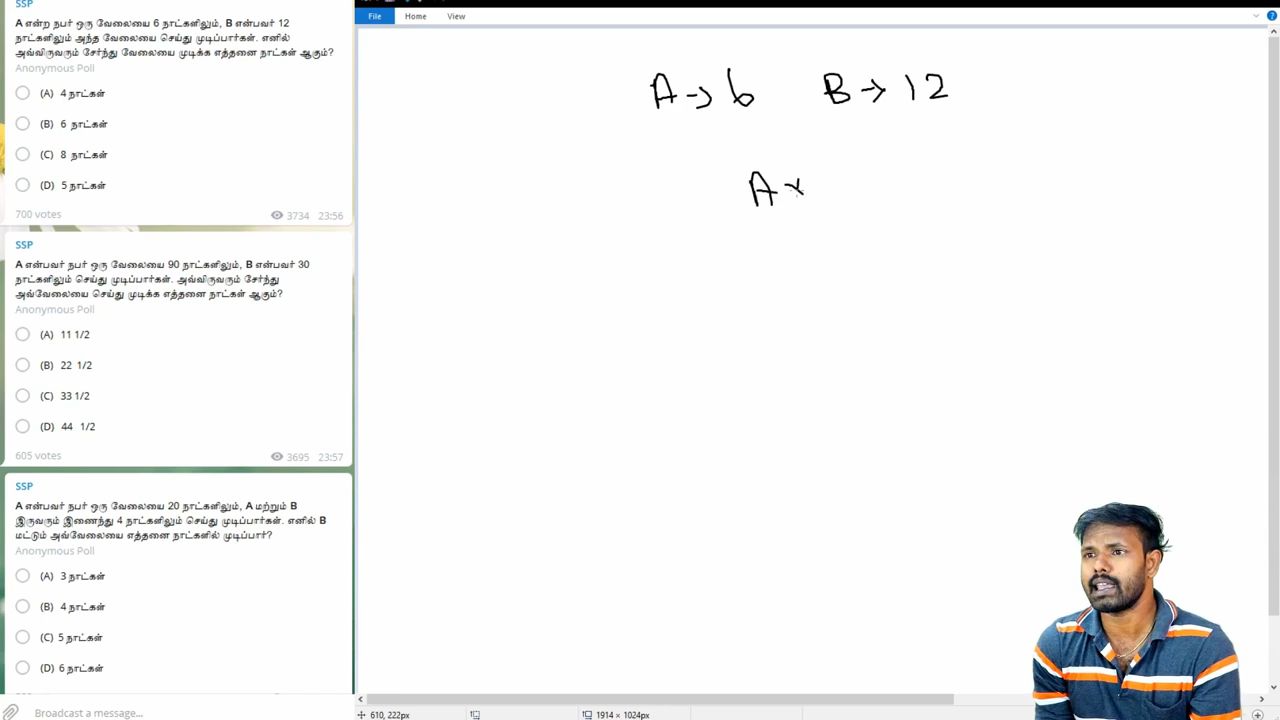 SSP
A என்ற நபர் ஒரு வேலையை 6 நாட்களிலும், B என்பவர் 12
நாட்களிலும் அந்த வேலையை செய்து முடிப்பார்கள். எனில்
அவ்விருவரும் சேர்ந்து வேலையை முடிக்க எத்தனை நாட்கள் ஆகும்?
Anonymous Poll
(A) 4 நாட்கள்
(B) 6 நாட்கள்
(C) 8 நாட்கள்
(D) 5 நாட்கள்
700 votes 3734 23:56
SSP
A என்பவர் நபர் ஒரு வேலையை 90 நாட்களிலும், B என்பவர் 30
நாட்களிலும் செய்து முடிப்பார்கள். அவ்விருவரும் சேர்ந்து
அவ்வேலையை செய்து முடிக்க எத்தனை நாட்கள் ஆகும்?
Anonymous Poll
(A) 11 1/2
(B) 22 1/2
(C) 33 1/2
(D) 44 1/2
605 votes 3695 23:57
SSP
A என்பவர் நபர் ஒரு வேலையை 20 நாட்களிலும், A மற்றும் B
இருவரும் இணைந்து 4 நாட்களிலும் செய்து முடிப்பார்கள். எனில் B
மட்டும் அவ்வேலையை எத்தனை நாட்களில் முடிப்பார்?
Anonymous Poll
(A) 3 நாட்கள்
(B) 4 நாட்கள்
(C) 5 நாட்கள்
(D) 6 நாட்கள்
Broadcast a message...
File Home View
A → 6 B → 12
A ×
610, 222px 1914 × 1024px